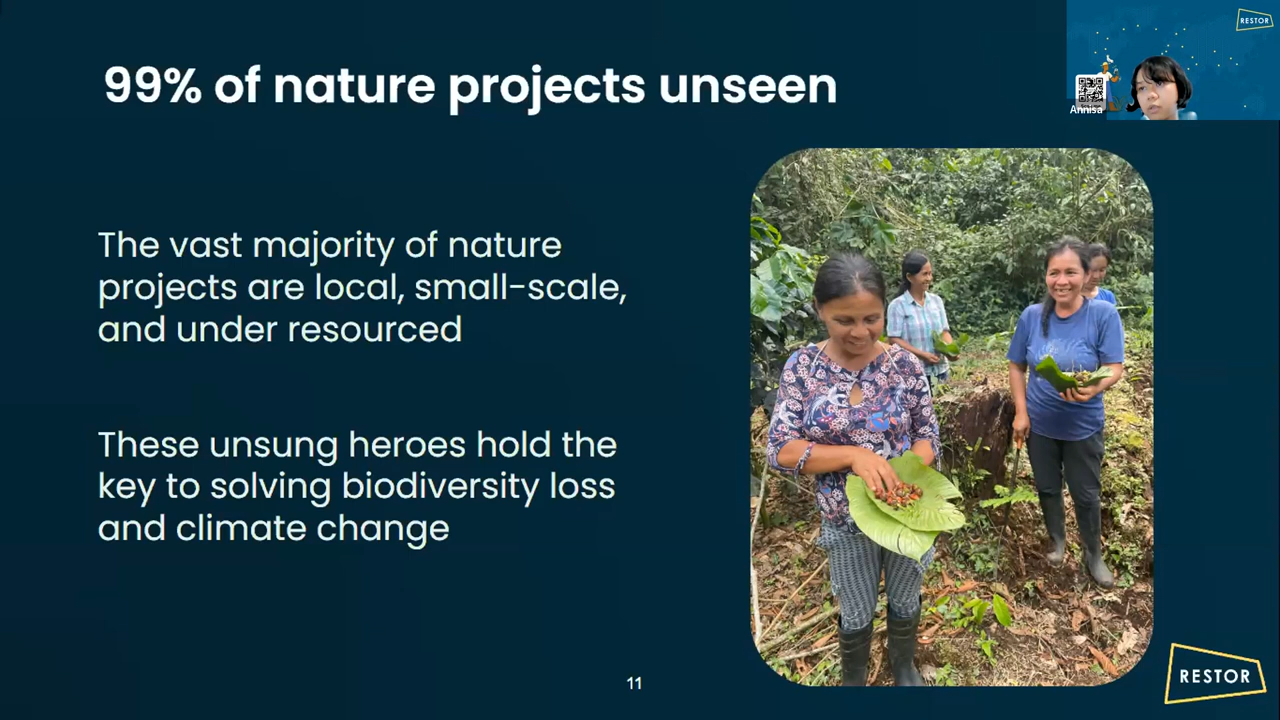 99% of nature projects unseen
RESTOR
Annisa
The vast majority of nature
projects are local, small-scale,
and under resourced
These unsung heroes hold the
key to solving biodiversity loss
and climate change
11
RESTOR